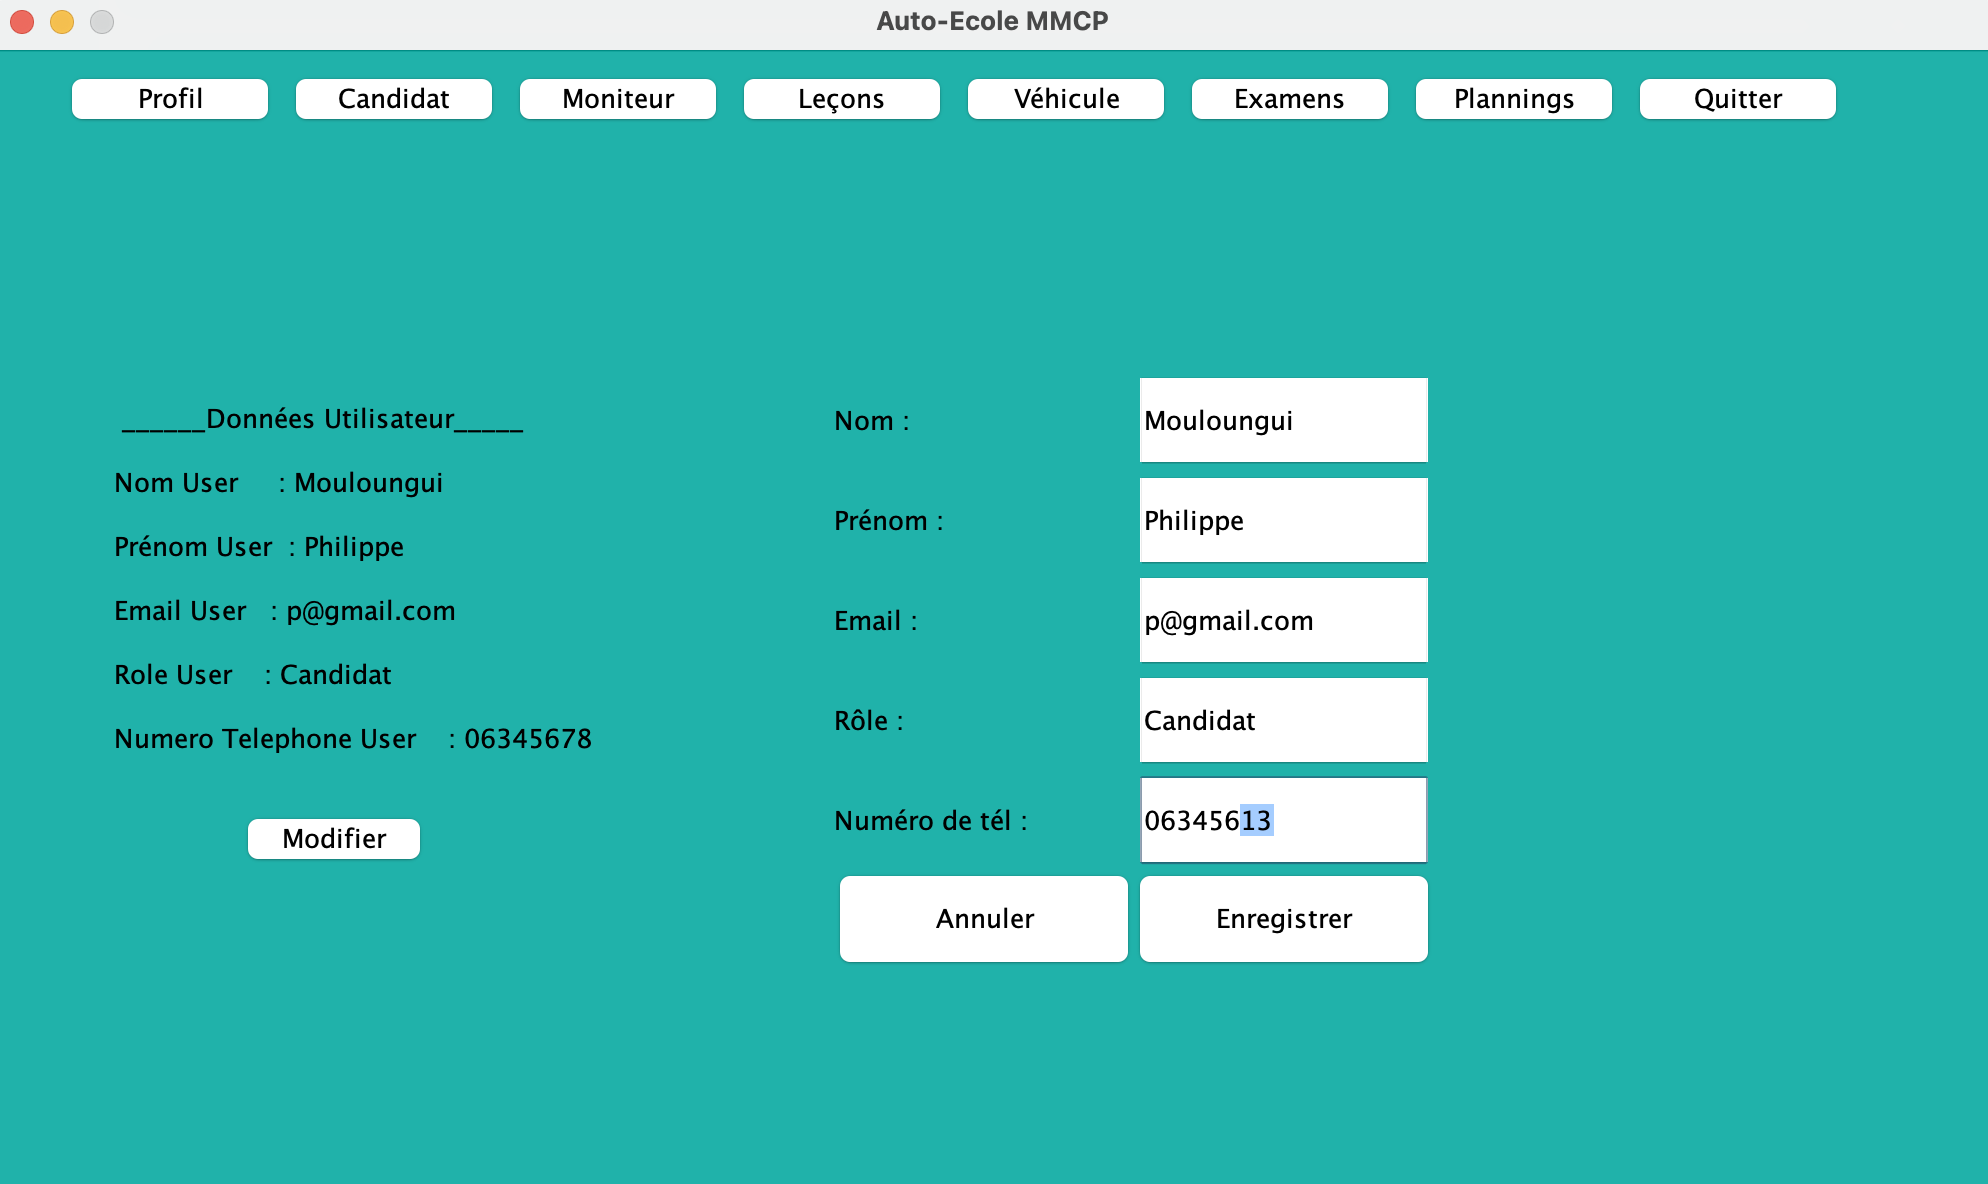 Auto-Ecole MMCP
Profil Candidat Moniteur Leçons Véhicule Examens Plannings Quitter
______Données Utilisateur_____
Nom User : Mouloungui
Prénom User : Philippe
Email User : p@gmail.com
Role User : Candidat
Numero Telephone User : 06345678
Modifier
Nom : Mouloungui
Prénom : Philippe
Email : p@gmail.com
Rôle : Candidat
Numéro de tél : 06345613
Annuler Enregistrer